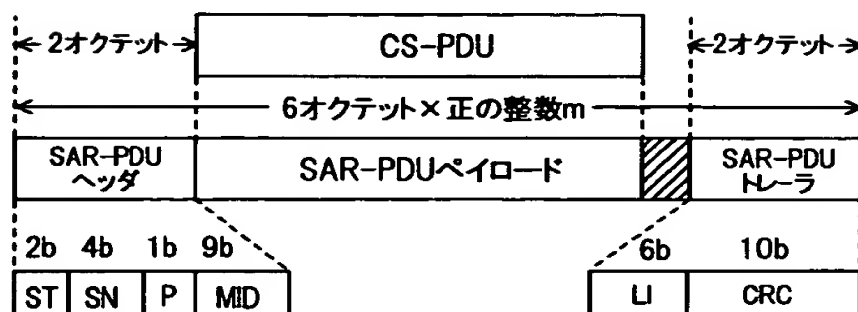 2オクテット
CS-PDU
2オクテット
6オクテット×正の整数m
SAR-PDU
ヘッダ
SAR-PDUペイロード
SAR-PDU
トレーラ
2b 4b 1b 9b
6b 10b
ST SN P MID
LI CRC